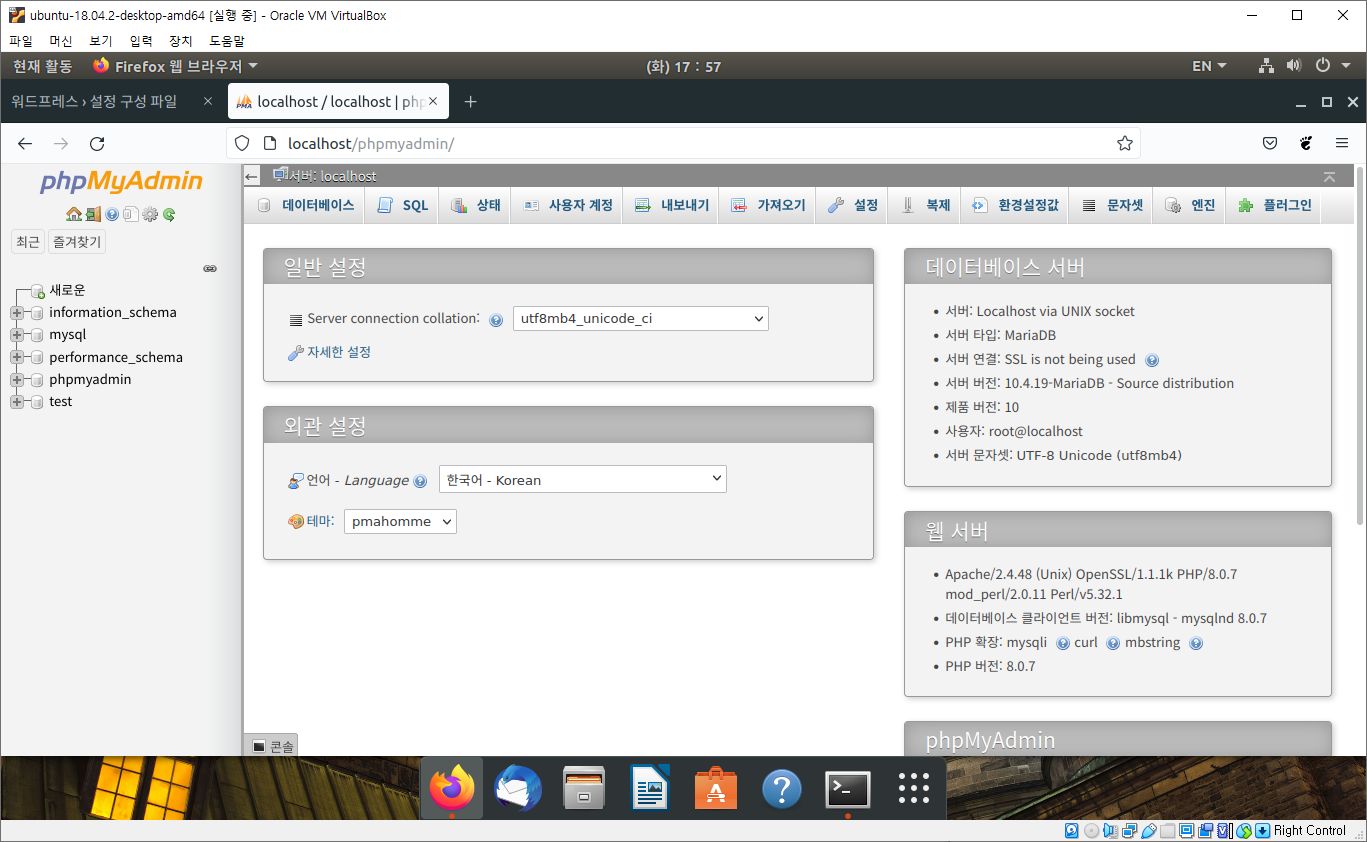 ubuntu-18.04.2-desktop-amd64 [실행 중] - Oracle VM VirtualBox
파일 머신 보기 입력 장치 도움말
현재 활동 Firefox 웹 브라우저 (화) 17 : 57 EN
워드프레스 › 설정 구성 파일 localhost / localhost | php
localhost/phpmyadmin/
phpMyAdmin
최근 즐겨찾기
새로운
information_schema
mysql
performance_schema
phpmyadmin
test
서버: localhost
데이터베이스 SQL 상태 사용자 계정 내보내기 가져오기 설정 복제 환경설정값 문자셋 엔진 플러그인
일반 설정
Server connection collation: utf8mb4_unicode_ci
자세한 설정
외관 설정
언어 - Language 한국어 - Korean
테마: pmahomme
데이터베이스 서버
서버: Localhost via UNIX socket
서버 타입: MariaDB
서버 연결: SSL is not being used
서버 버전: 10.4.19-MariaDB - Source distribution
제품 버전: 10
사용자: root@localhost
서버 문자셋: UTF-8 Unicode (utf8mb4)
웹 서버
Apache/2.4.48 (Unix) OpenSSL/1.1.1k PHP/8.0.7
mod_perl/2.0.11 Perl/v5.32.1
데이터베이스 클라이언트 버전: libmysql - mysqlnd 8.0.7
PHP 확장: mysqli curl mbstring
PHP 버전: 8.0.7
phpMyAdmin
콘솔
Right Control